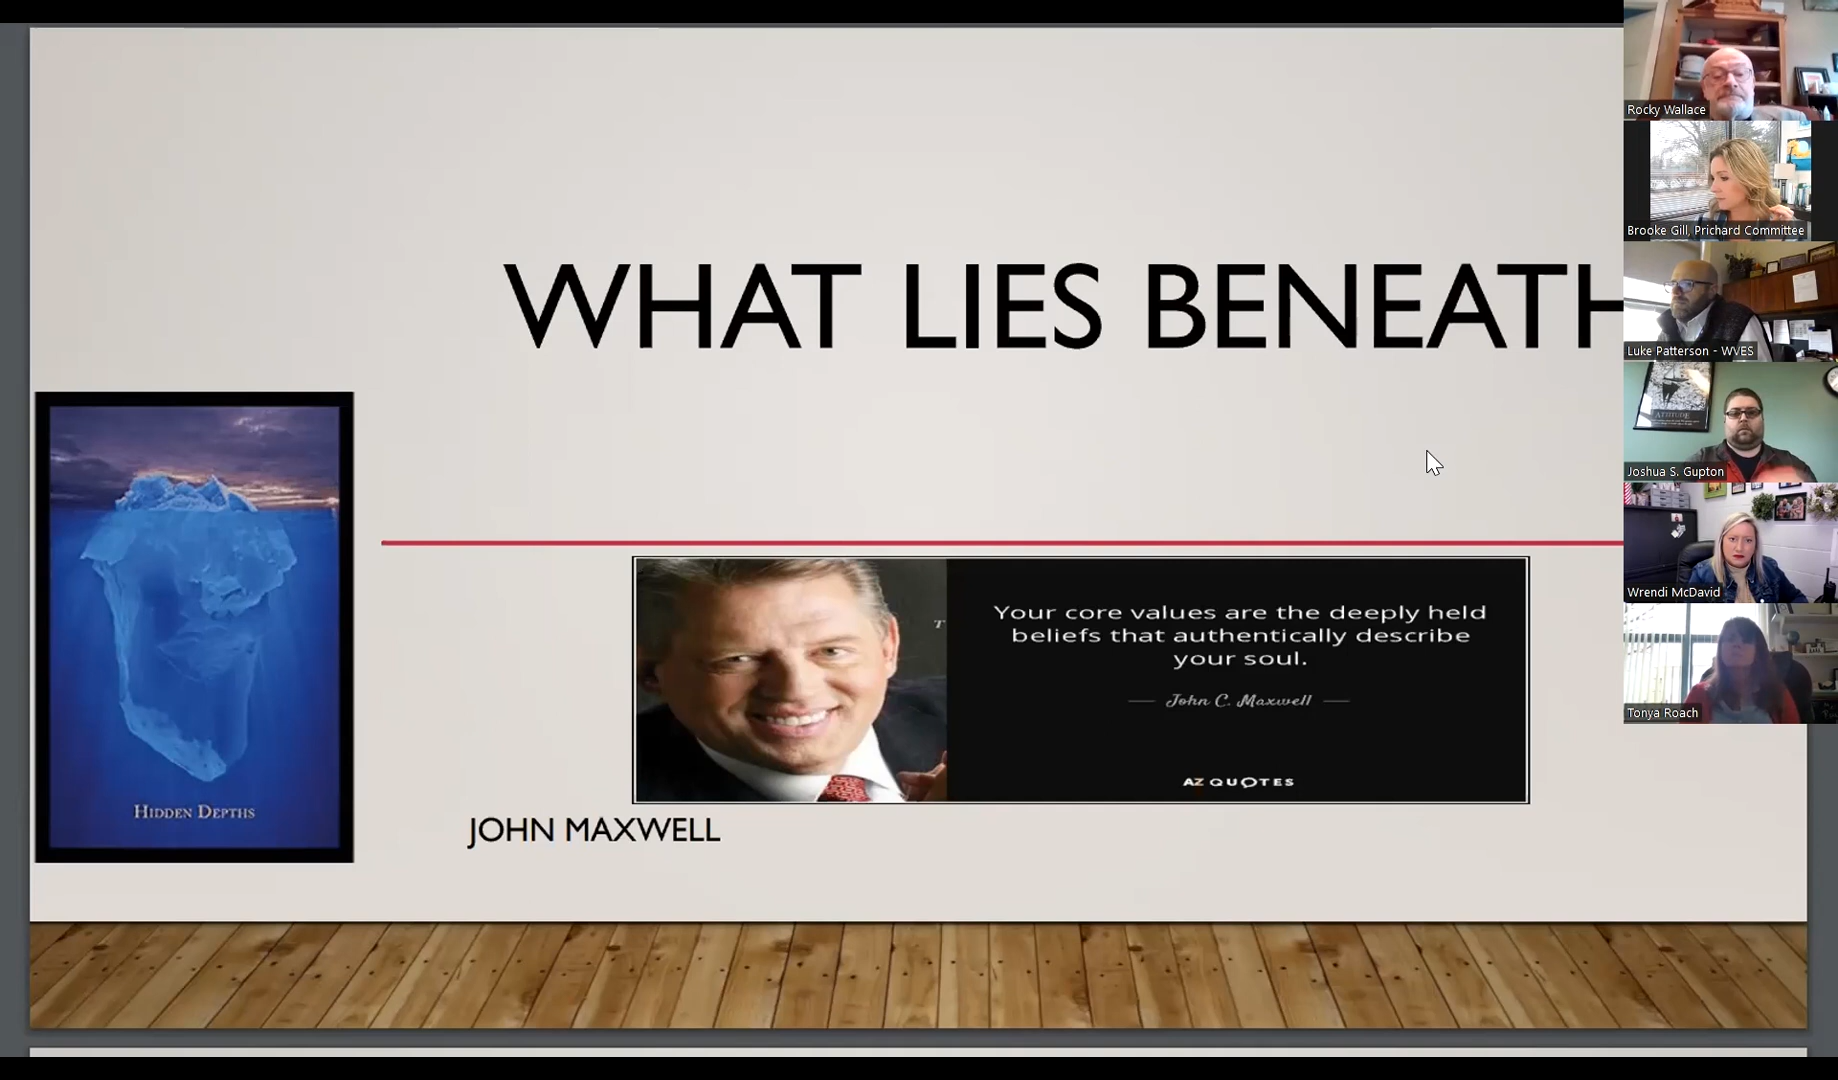 WHAT LIES BENEATH
HIDDEN DEPTHS
T
Your core values are the deeply held
beliefs that authentically describe
your soul.
John C. Maxwell
AZ QUOTES
JOHN MAXWELL
Rocky Wallace
Brooke Gill, Prichard Committee
Luke Patterson - WVES
ATTITUDE
Joshua S. Gupton
Wrendi McDavid
Tonya Roach